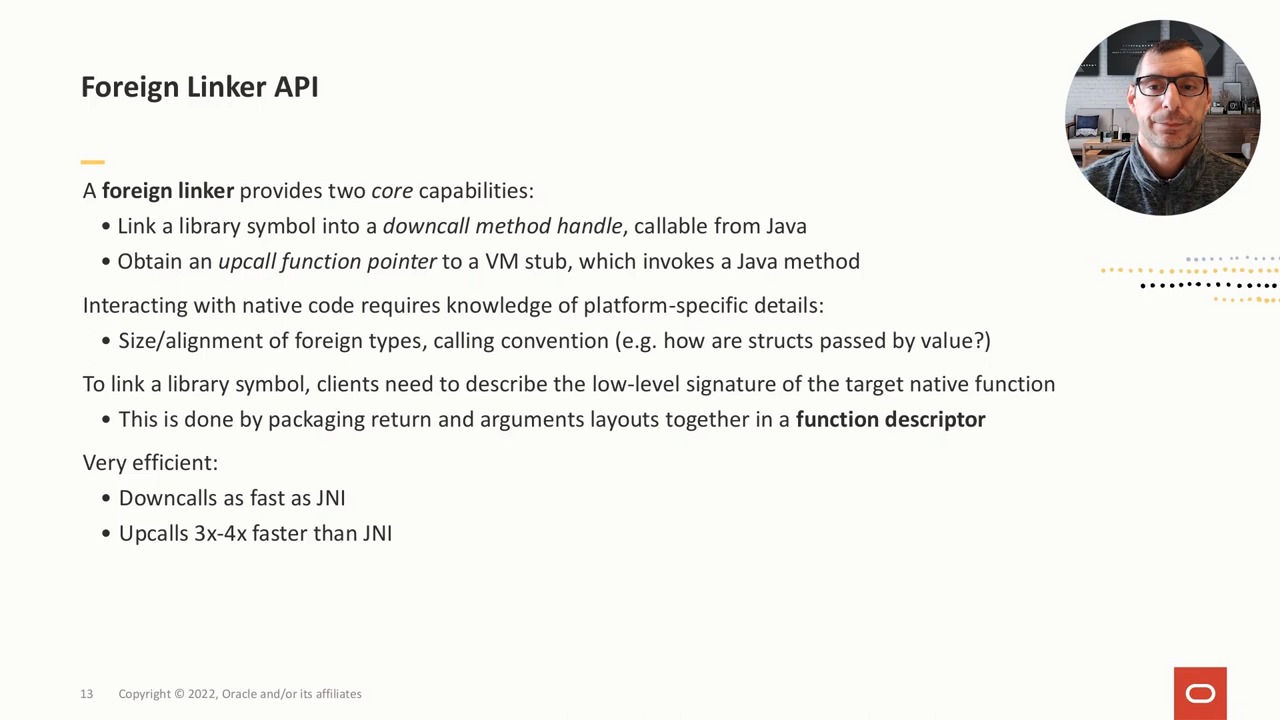 Foreign Linker API
A foreign linker provides two core capabilities:
• Link a library symbol into a downcall method handle, callable from Java
• Obtain an upcall function pointer to a VM stub, which invokes a Java method
Interacting with native code requires knowledge of platform-specific details:
• Size/alignment of foreign types, calling convention (e.g. how are structs passed by value?)
To link a library symbol, clients need to describe the low-level signature of the target native function
• This is done by packaging return and arguments layouts together in a function descriptor
Very efficient:
• Downcalls as fast as JNI
• Upcalls 3x-4x faster than JNI
13 Copyright © 2022, Oracle and/or its affiliates